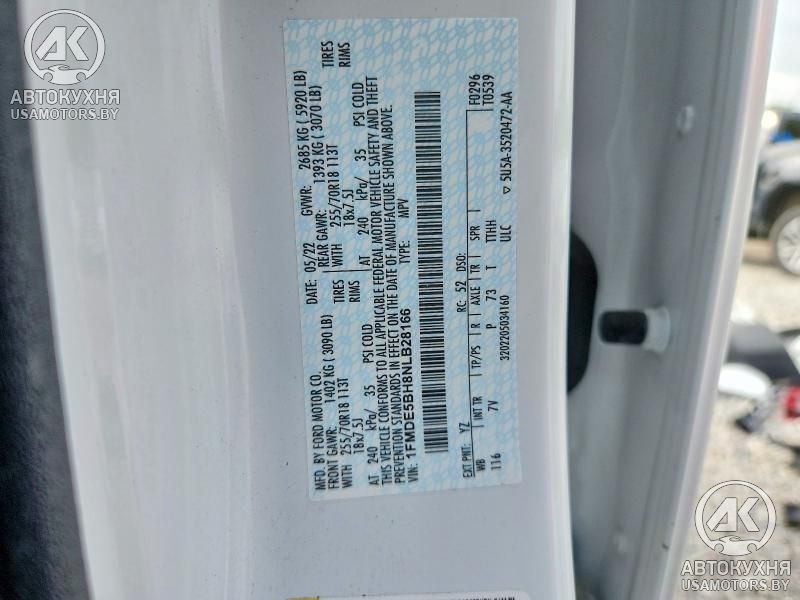 MFD. BY FORD MOTOR CO.
DATE: 05/22 GVWR: 2685 KG ( 5920 LB)
FRONT GAWR: 1402 KG ( 3090 LB) REAR GAWR: 1393 KG ( 3070 LB)
WITH 255/70R18 113T TIRES WITH 255/70R18 113T TIRES
18x7.5J RIMS 18x7.5J RIMS
AT 240 kPa/ 35 PSI COLD AT 240 kPa/ 35 PSI COLD
THIS VEHICLE CONFORMS TO ALL APPLICABLE FEDERAL MOTOR VEHICLE SAFETY AND THEFT
PREVENTION STANDARDS IN EFFECT ON THE DATE OF MANUFACTURE SHOWN ABOVE.
VIN: 1FMDE5BH8NLB28166 TYPE: MPV
F0296
T0539
EXT PNT: YZ RC: 52 DSO:
WB INT TR TP/PS R AXLE TR SPR
116 7V P 73 T TTHH
ULC
3202205034160 ▽ 5U5A-3520472-AA
АК
АВТОКУХНЯ
USAMOTORS.BY
АК
АВТОКУХНЯ
USAMOTORS.BY